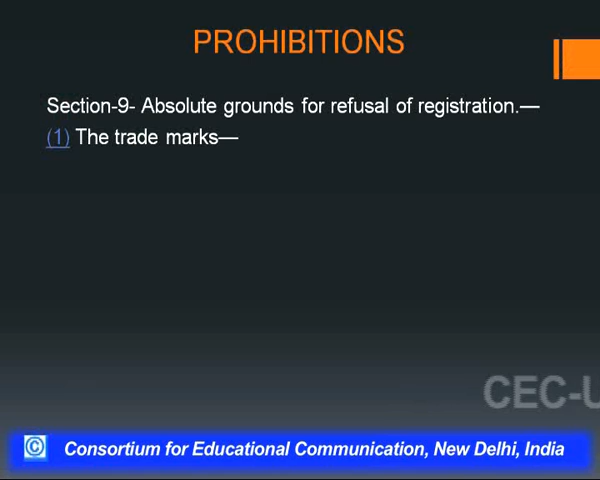 PROHIBITIONS
Section-9- Absolute grounds for refusal of registration.—
(1) The trade marks—
CEC-U
© Consortium for Educational Communication, New Delhi, India